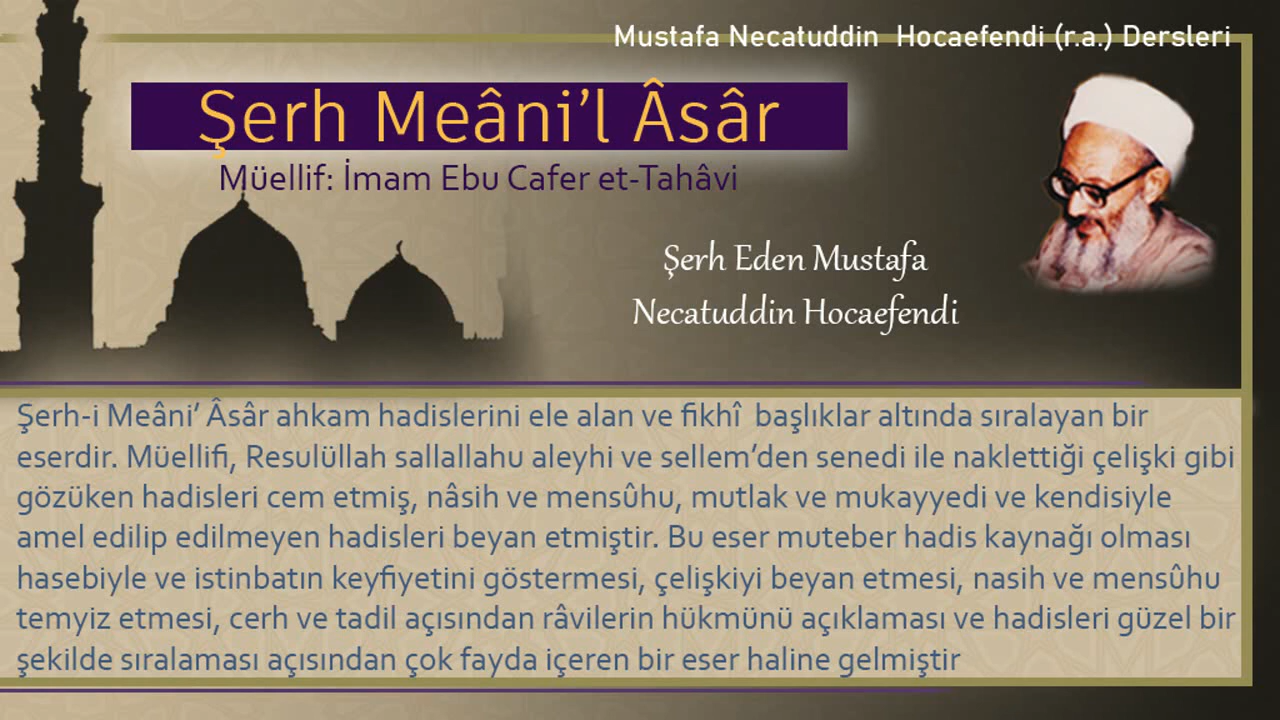 Mustafa Necatuddin Hocaefendi (r.a.) Dersleri
Şerh Meâni’l Âsâr
Müellif: İmam Ebu Cafer et-Tahâvi
Şerh Eden Mustafa
Necatuddin Hocaefendi
Şerh-i Meâni’ Âsâr ahkam hadislerini ele alan ve fikhî başlıklar altında sıralayan bir
eserdir. Müellifi, Resulüllah sallallahu aleyhi ve sellem’den senedi ile naklettiği çelişki gibi
gözüken hadisleri cem etmiş, nâsih ve mensûhu, mutlak ve mukayyedi ve kendisiyle
amel edilip edilmeyen hadisleri beyan etmiştir. Bu eser muteber hadis kaynağı olması
hasebiyle ve istinbatın keyfiyetini göstermesi, çelişkiyi beyan etmesi, nasih ve mensûhu
temyiz etmesi, cerh ve tadil açısından râvilerin hükmünü açıklaması ve hadisleri güzel bir
şekilde sıralaması açısından çok fayda içeren bir eser haline gelmiştir